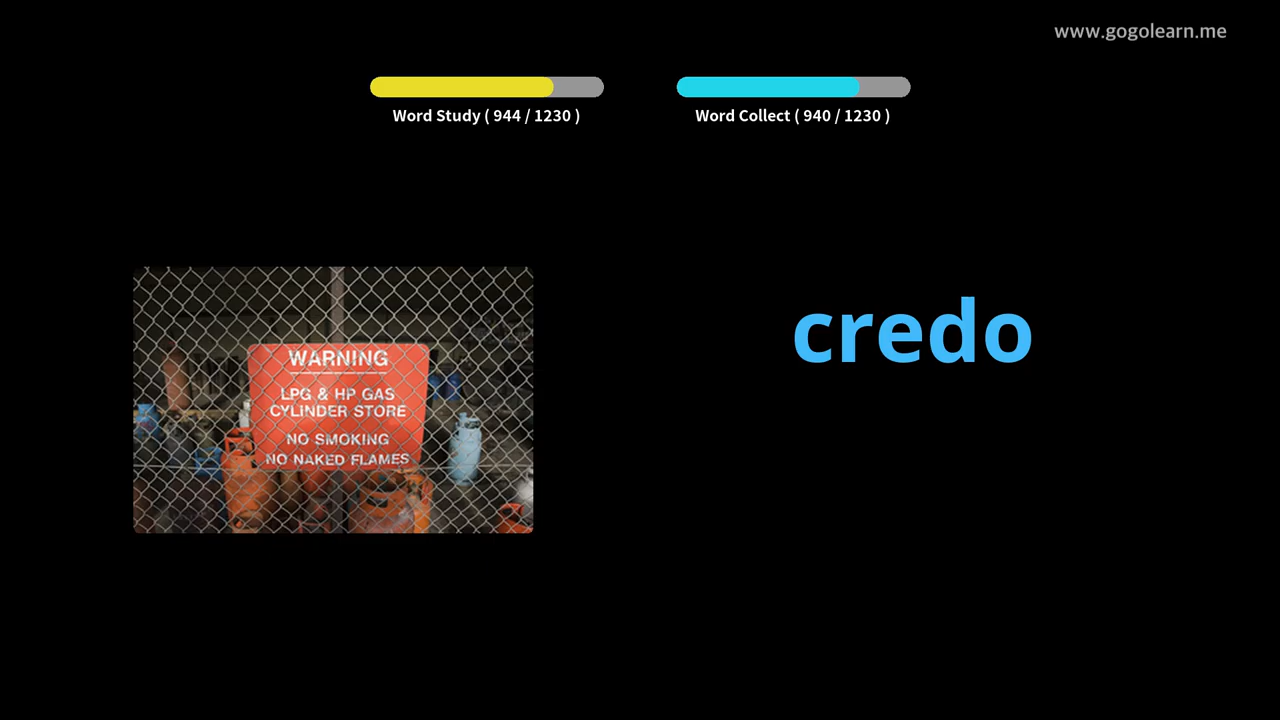 www.gogolearn.me
Word Study ( 944 / 1230 )
Word Collect ( 940 / 1230 )
WARNING
LPG & HP GAS
CYLINDER STORE
NO SMOKING
NO NAKED FLAMES
credo